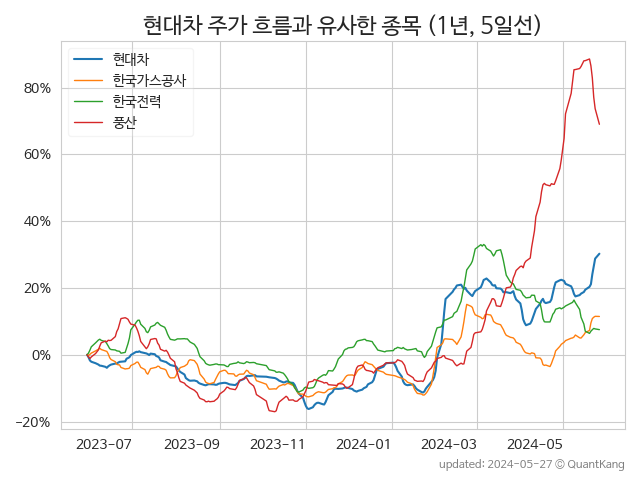 현대차 주가 흐름과 유사한 종목 (1년, 5일선)
현대차
한국가스공사
한국전력
풍산
80%
60%
40%
20%
0%
−20%
2023−07 2023−09 2023−11 2024−01 2024−03 2024−05
updated: 2024-05-27 ⓒ QuantKang